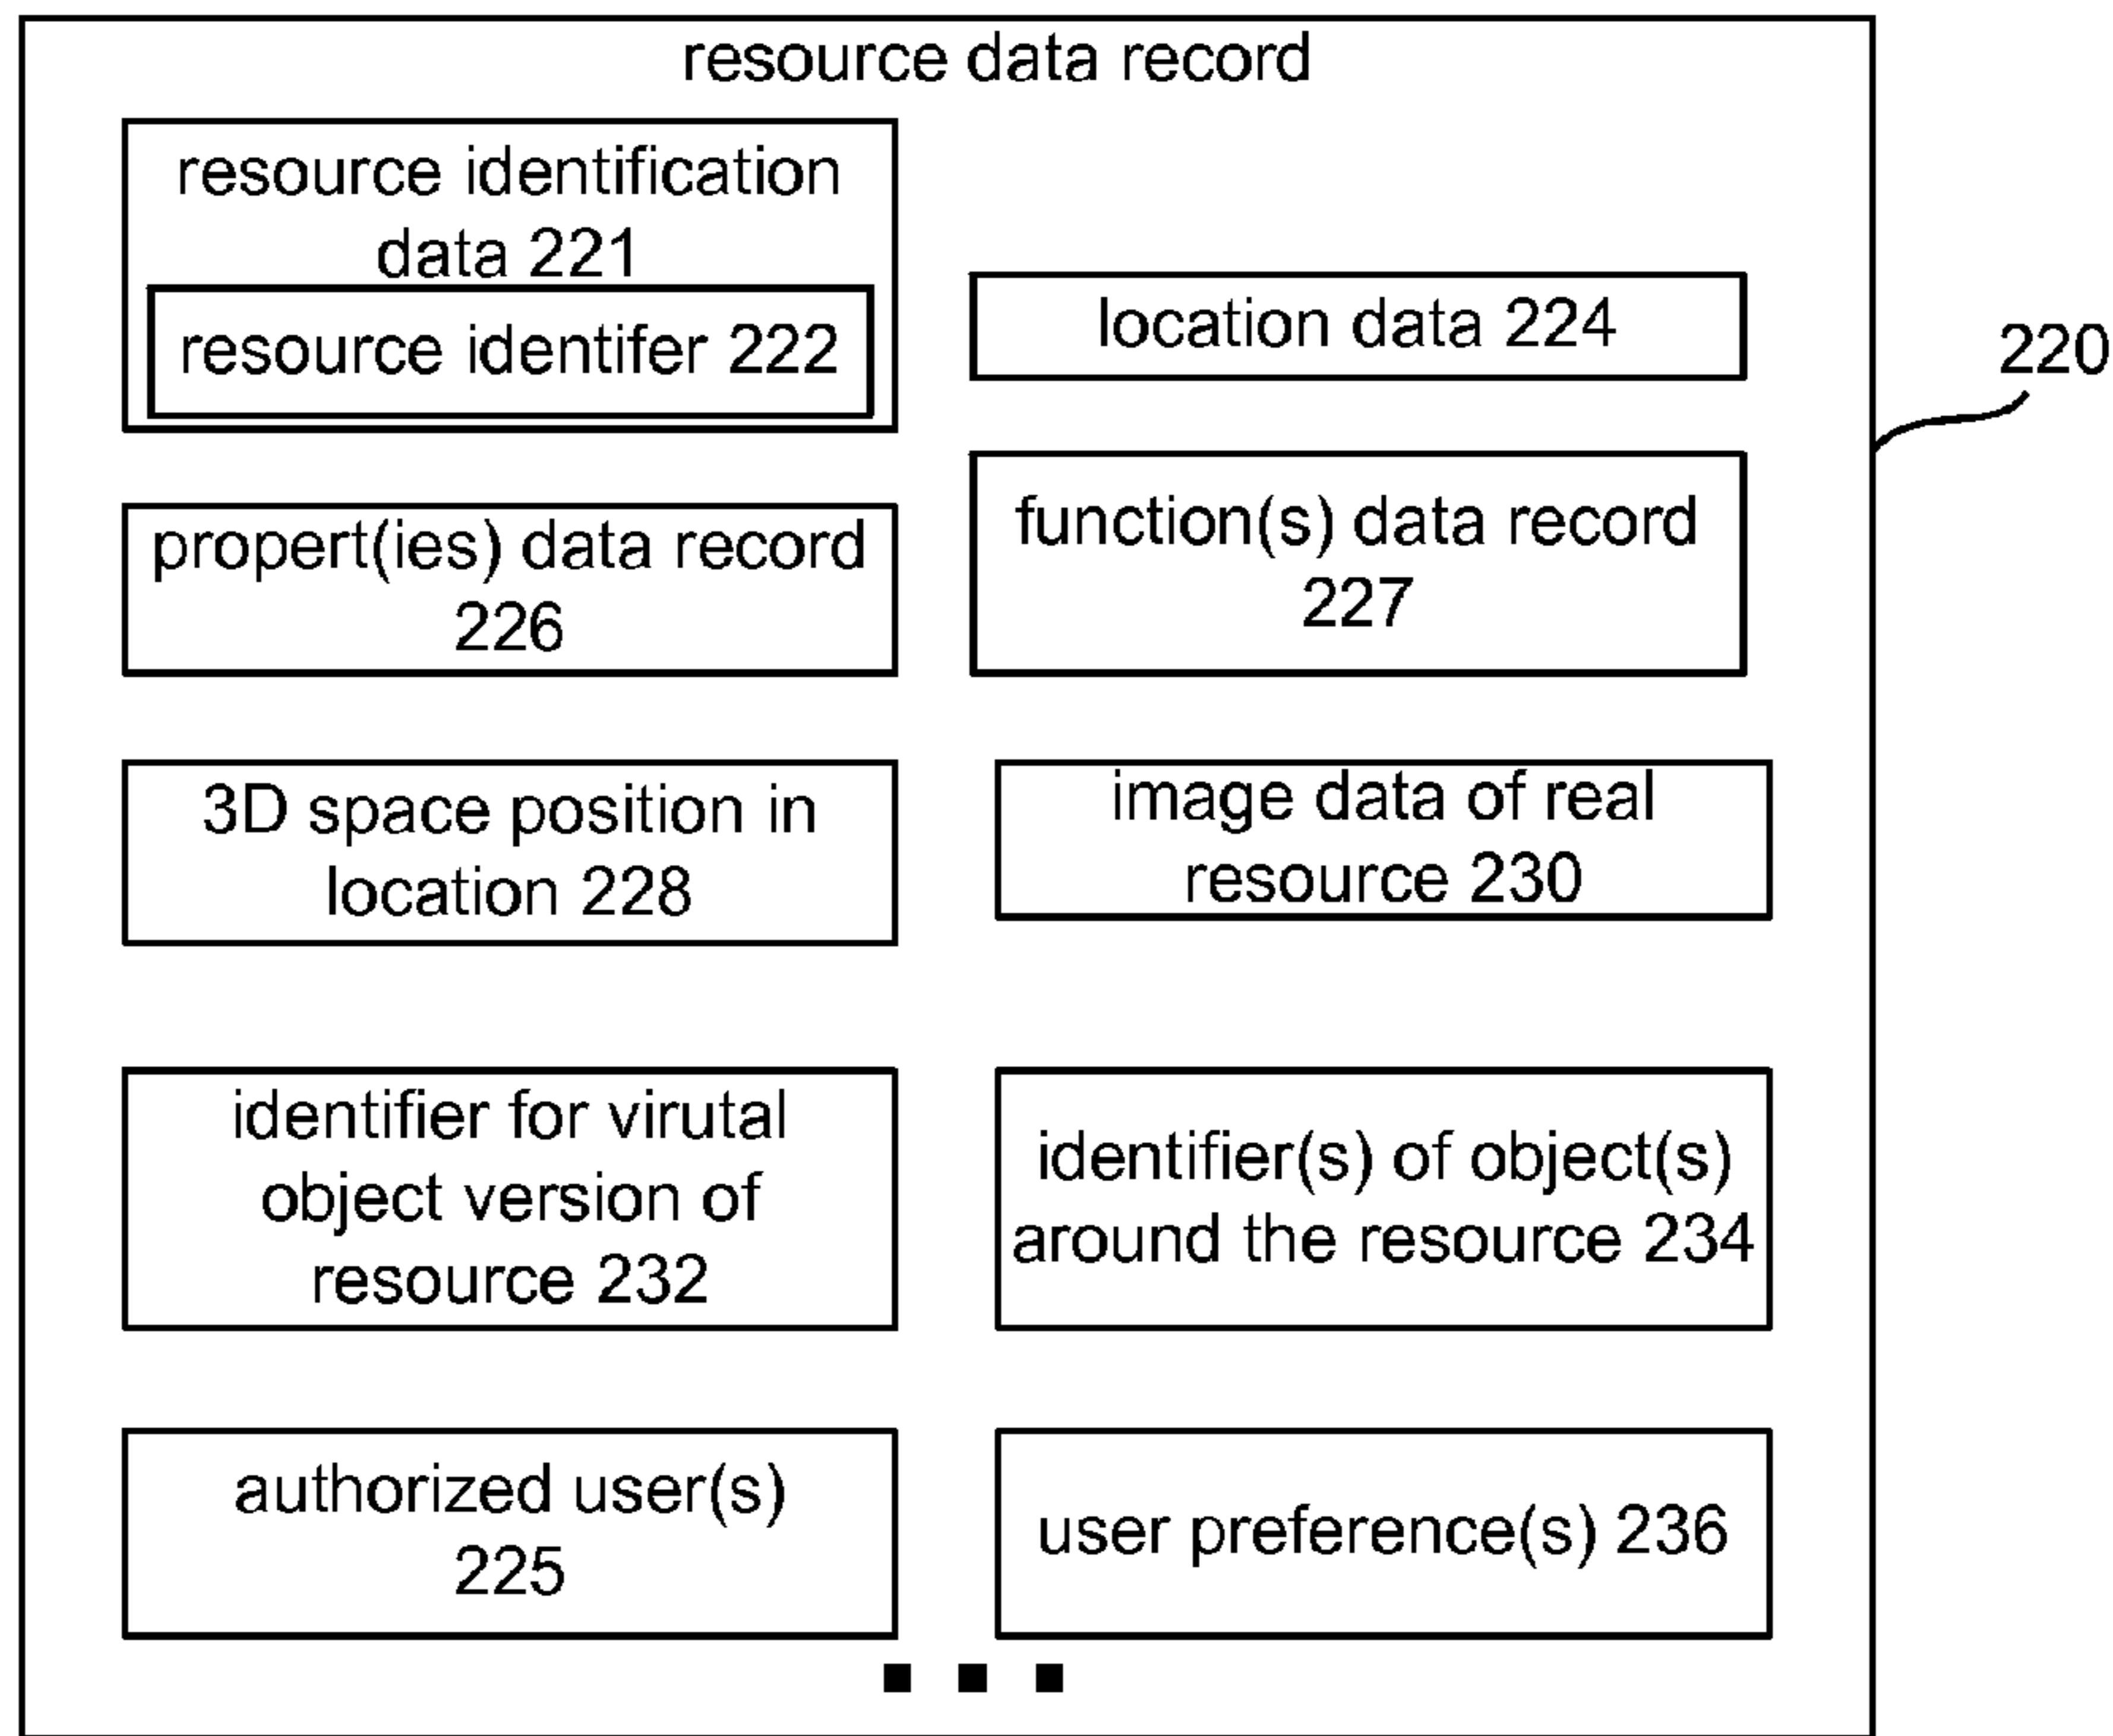 resource data record
resource identification
data 221
resource identifer 222
location data 224
220
propert(ies) data record
226
function(s) data record
227
3D space position in
location 228
image data of real
resource 230
identifier for virutal
object version of
resource 232
identifier(s) of object(s)
around the resource 234
authorized user(s)
225
user preference(s) 236